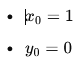 • x₀ = 1
• y₀ = 0